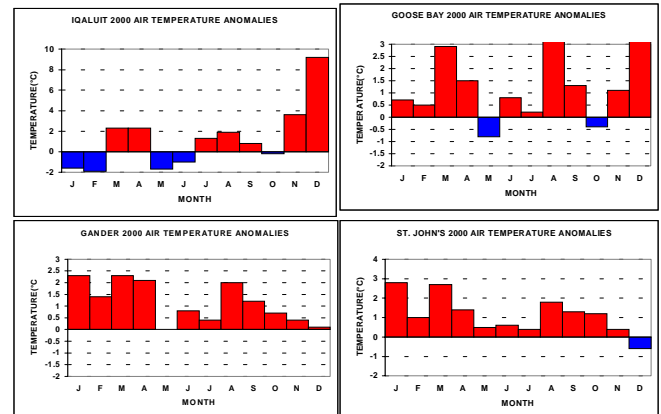 IQALUIT 2000 AIR TEMPERATURE ANOMALIES
TEMPERATURE(°C)
10
8
6
4
2
0
-2
J F M A M J J A S O N D
MONTH
GOOSE BAY 2000 AIR TEMPERATURE ANOMALIES
TEMPERATURE(°C)
3
2.5
2
1.5
1
0.5
0
-0.5
-1
-1.5
-2
J F M A M J J A S O N D
MONTH
GANDER 2000 AIR TEMPERATURE ANOMALIES
TEMPERATURE(°C
3
2.5
2
1.5
1
0.5
0
-0.5
-1
-1.5
-2
J F M A M J J A S O N D
MONTH
ST. JOHN'S 2000 AIR TEMPERATURE ANOMALIES
TEMPERATURE(°C)
4
3
2
1
0
-1
-2
J F M A M J J A S O N D
MONTH